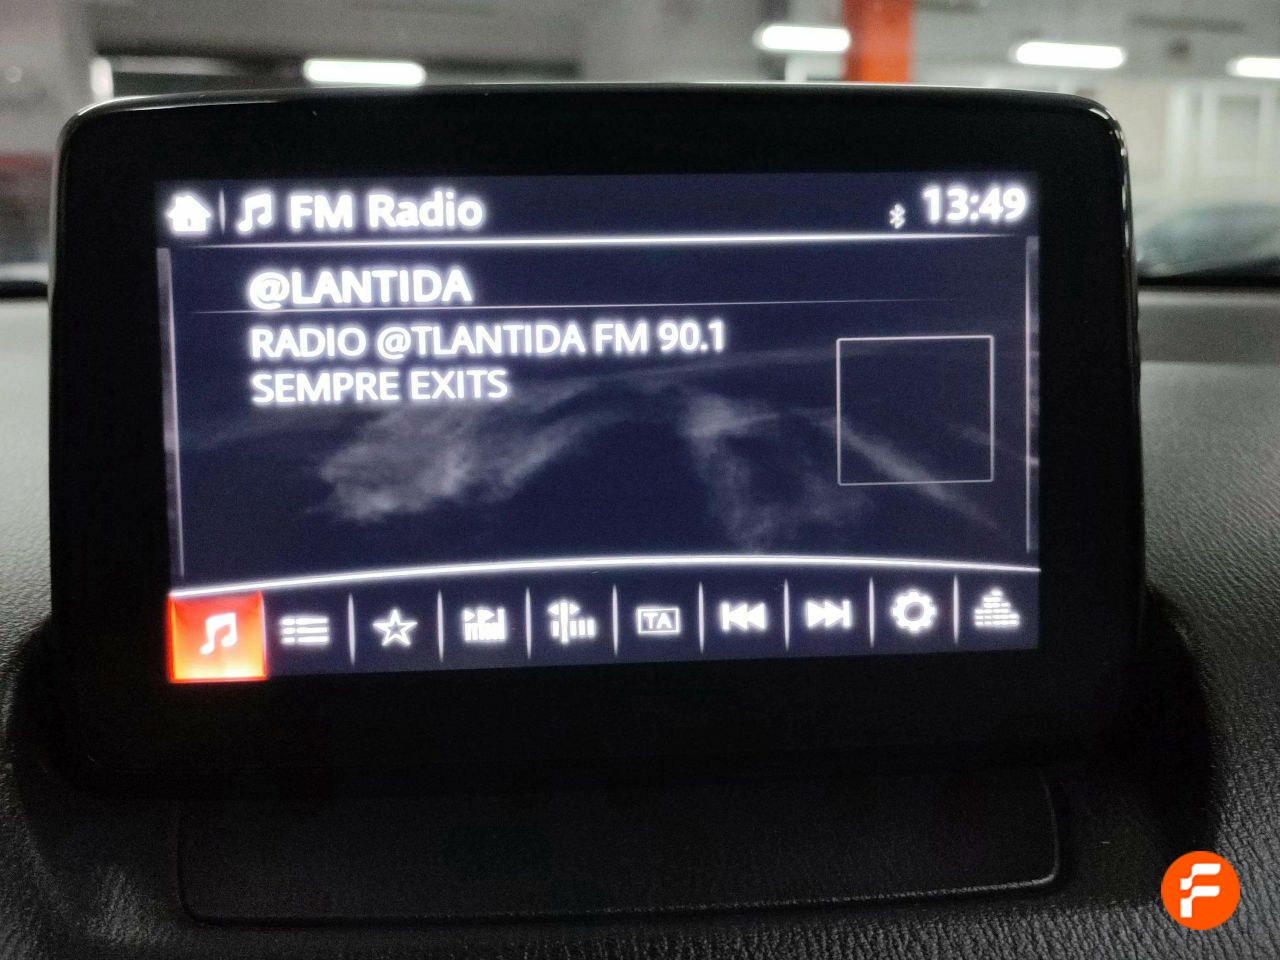 FM Radio
13:49
@LANTIDA
RADIO @TLANTIDA FM 90.1
SEMPRE EXITS
TA